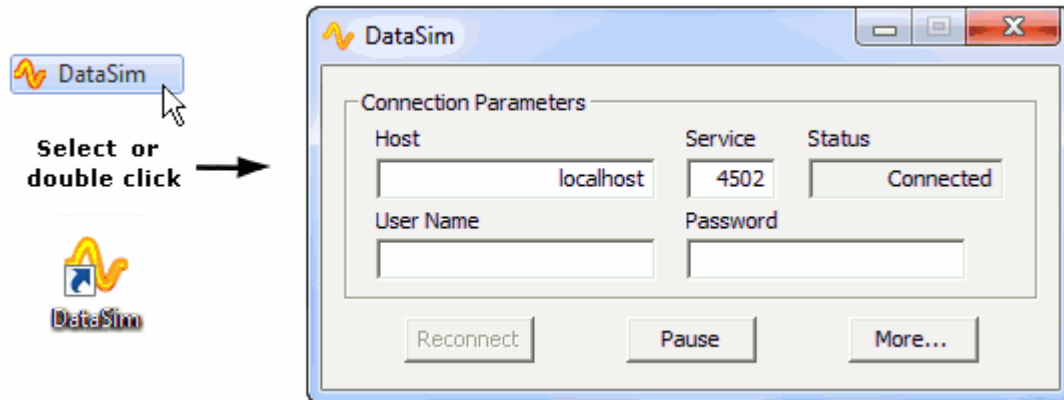 DataSim
Select or
double click
DataSim
DataSim
X
Connection Parameters
Host Service Status
localhost 4502 Connected
User Name Password
Reconnect Pause More...